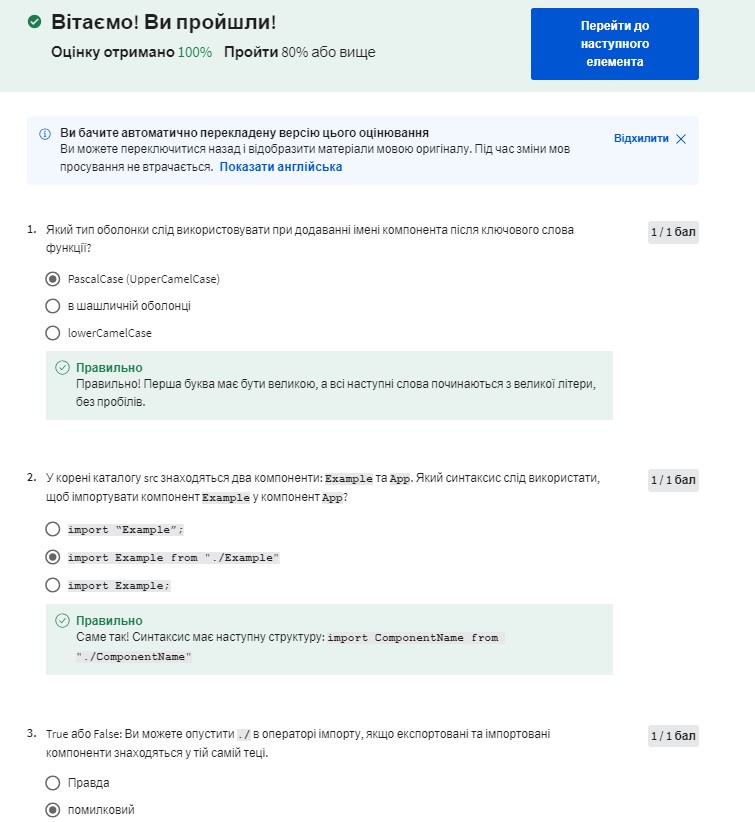 Вітаємо! Ви пройшли!
Оцінку отримано 100% Пройти 80% або вище
Перейти до
наступного
елемента
Ви бачите автоматично перекладену версію цього оцінювання
Ви можете переключитися назад і відобразити матеріали мовою оригіналу. Під час зміни мов
просування не втрачається. Показати англійська
Відхилити
1. Який тип оболонки слід використовувати при додаванні імені компонента після ключового слова
функції?
1 / 1 бал
PascalCase (UpperCamelCase)
в шашличній оболонці
lowerCamelCase
Правильно
Правильно! Перша буква має бути великою, а всі наступні слова починаються з великої літери,
без пробілів.
2. У корені каталогу src знаходяться два компоненти: Example та App. Який синтаксис слід використати,
щоб імпортувати компонент Example у компонент App?
1 / 1 бал
import “Example”;
import Example from "./Example"
import Example;
Правильно
Саме так! Синтаксис має наступну структуру: import ComponentName from
"./ComponentName"
3. True або False: Ви можете опустити ./ в операторі імпорту, якщо експортовані та імпортовані
компоненти знаходяться у тій самій теці.
1 / 1 бал
Правда
помилковий